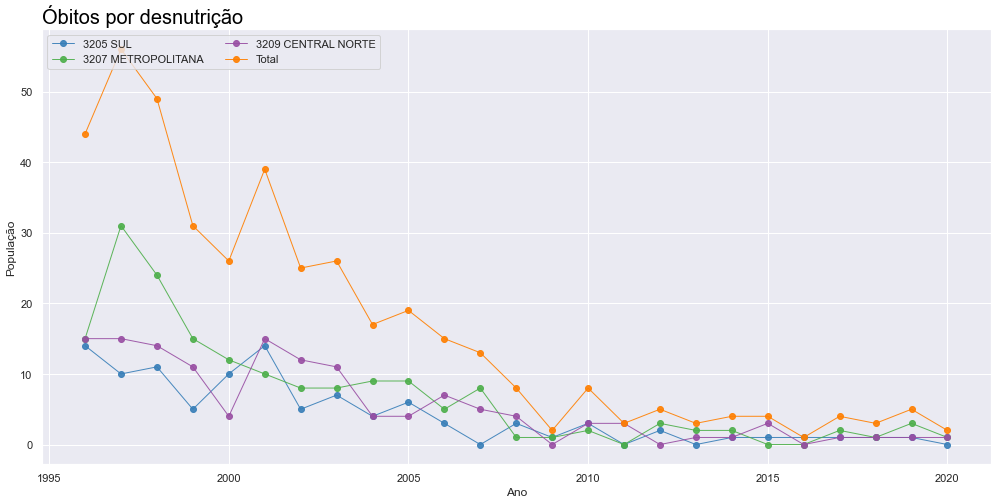 Óbitos por desnutrição
3205 SUL
3207 METROPOLITANA
3209 CENTRAL NORTE
Total
População
50
40
30
20
10
0
1995
2000
2005
2010
2015
2020
Ano